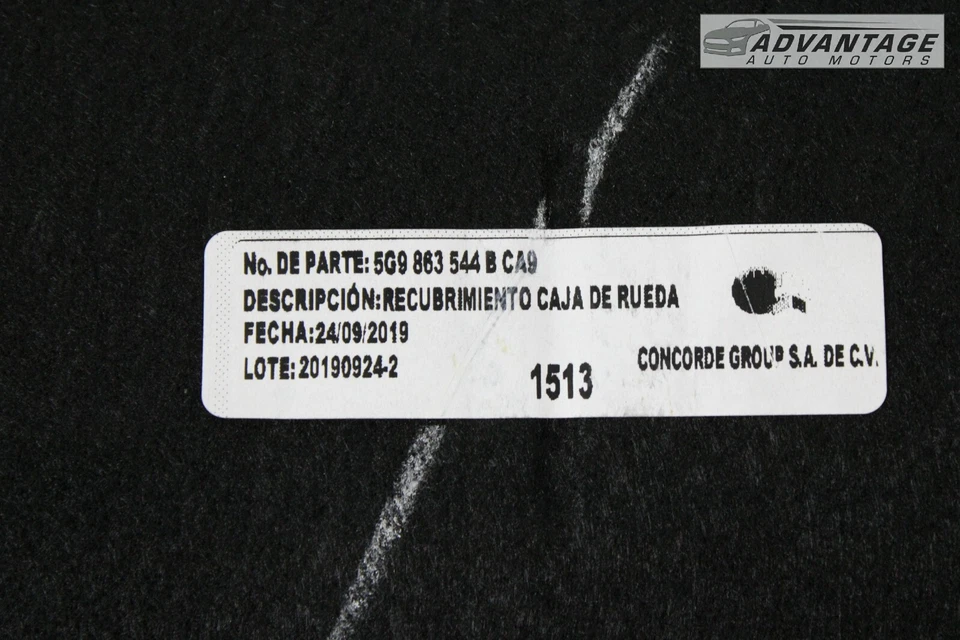 ADVANTAGE
AUTO MOTORS
No. DE PARTE: 5G9 863 544 B CA9
DESCRIPCIÓN:RECUBRIMIENTO CAJA DE RUEDA
FECHA:24/09/2019
LOTE: 20190924-2
1513
CONCORDE GROUP S.A. DE C.V.